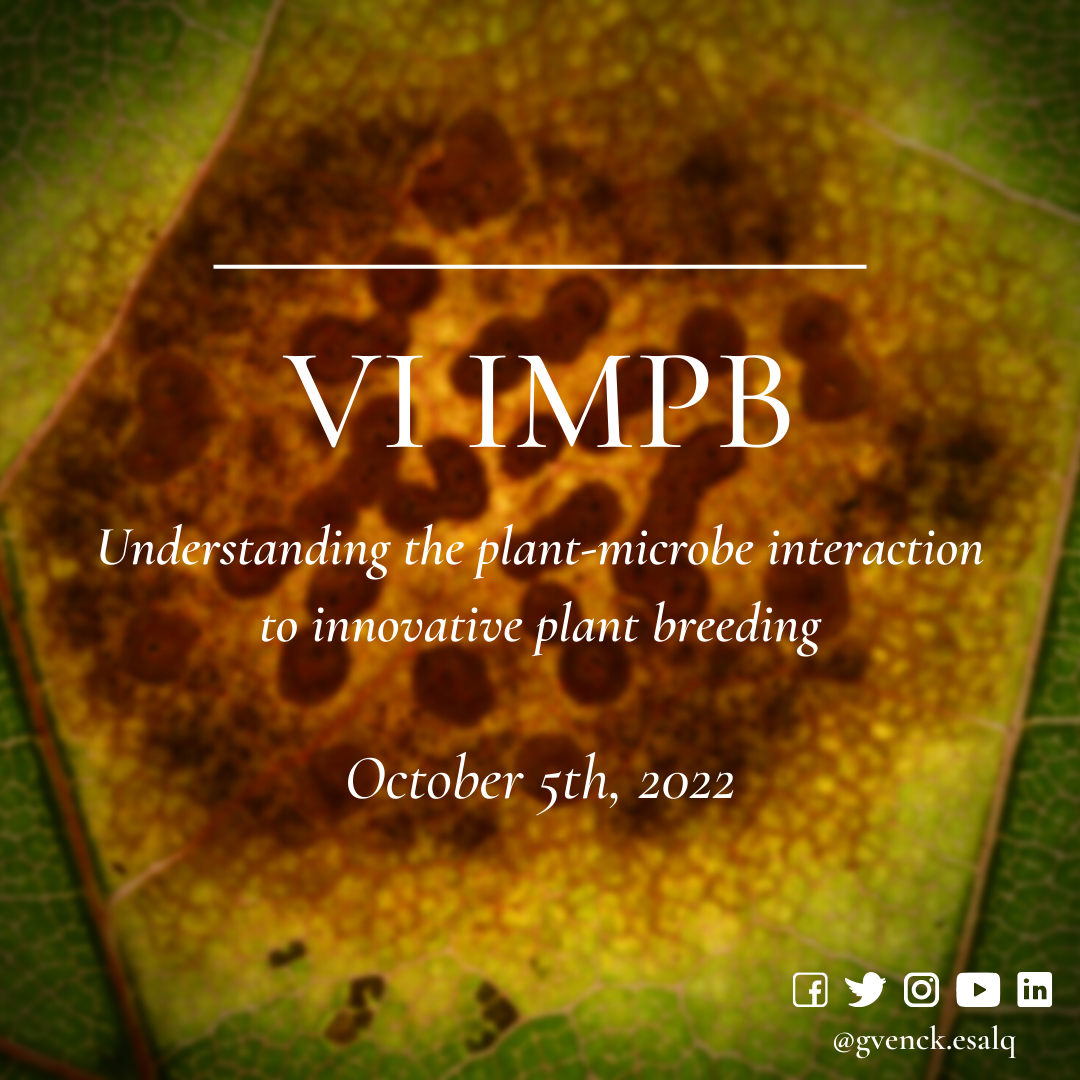 VI IMPB
Understanding the plant-microbe interaction
to innovative plant breeding
October 5th, 2022
@gvenck.esalq